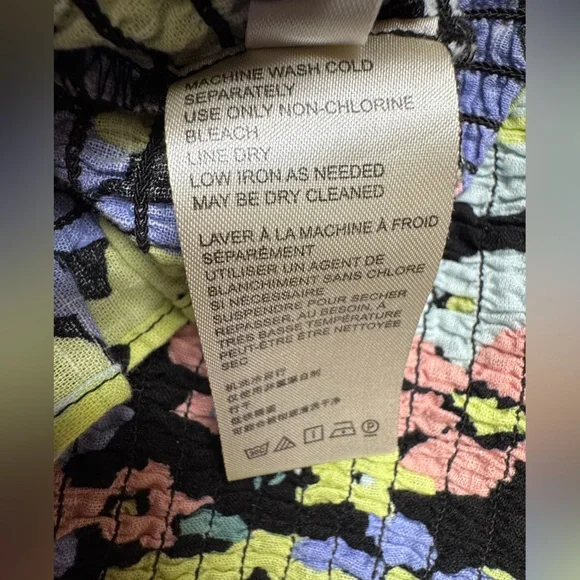 MACHINE WASH COLD
SEPARATELY
USE ONLY NON-CHLORINE
BLEACH
LINE DRY
LOW IRON AS NEEDED
MAY BE DRY CLEANED
LAVER À LA MACHINE À FROID
SÉPARÉMENT
UTILISER UN AGENT DE
BLANCHIMENT SANS CHLORE
SI NÉCESSAIRE
SUSPENDRE POUR SÉCHER
REPASSER, AU BESOIN, À
TRÈS BASSE TEMPÉRATURE
PEUT-ÊTRE NETTOYÉE
SEC